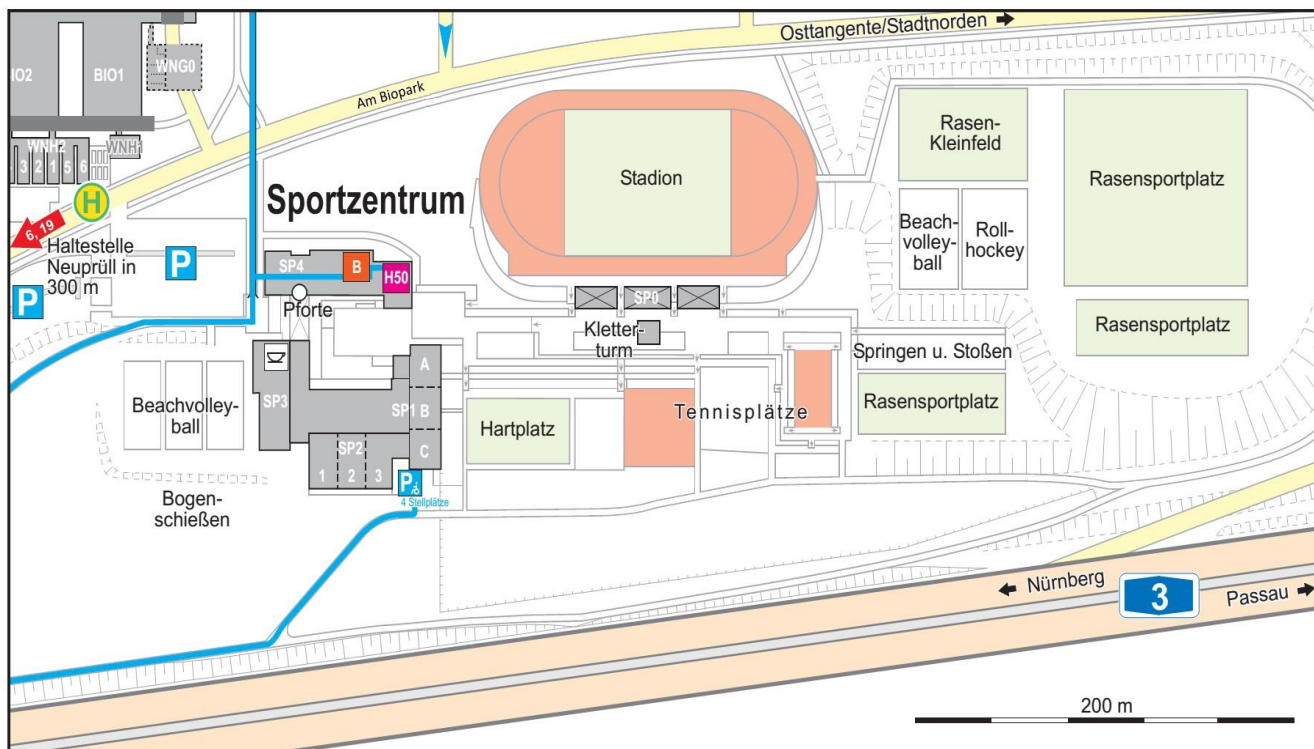 Osttangente/Stadtnorden
BIO2
BIO1
WNG0
Am Biopark
WNH2
3 2 1 5 6
WNH1
H
6, 19
Haltestelle
Neuprüll in
300 m
P
P
Sportzentrum
SP4
B
H50
Pforte
Stadion
SP0
Kletter-
turm
Rasen-
Kleinfeld
Beach-
volley-
ball
Roll-
hockey
Rasensportplatz
Rasensportplatz
Springen u. Stoßen
Rasensportplatz
Tennisplätze
Hartplatz
A
SP1 B
C
SP3
SP2
1 2 3
P
4 Stellplätze
Beachvolley-
ball
Bogen-
schießen
Nürnberg
3
Passau
200 m